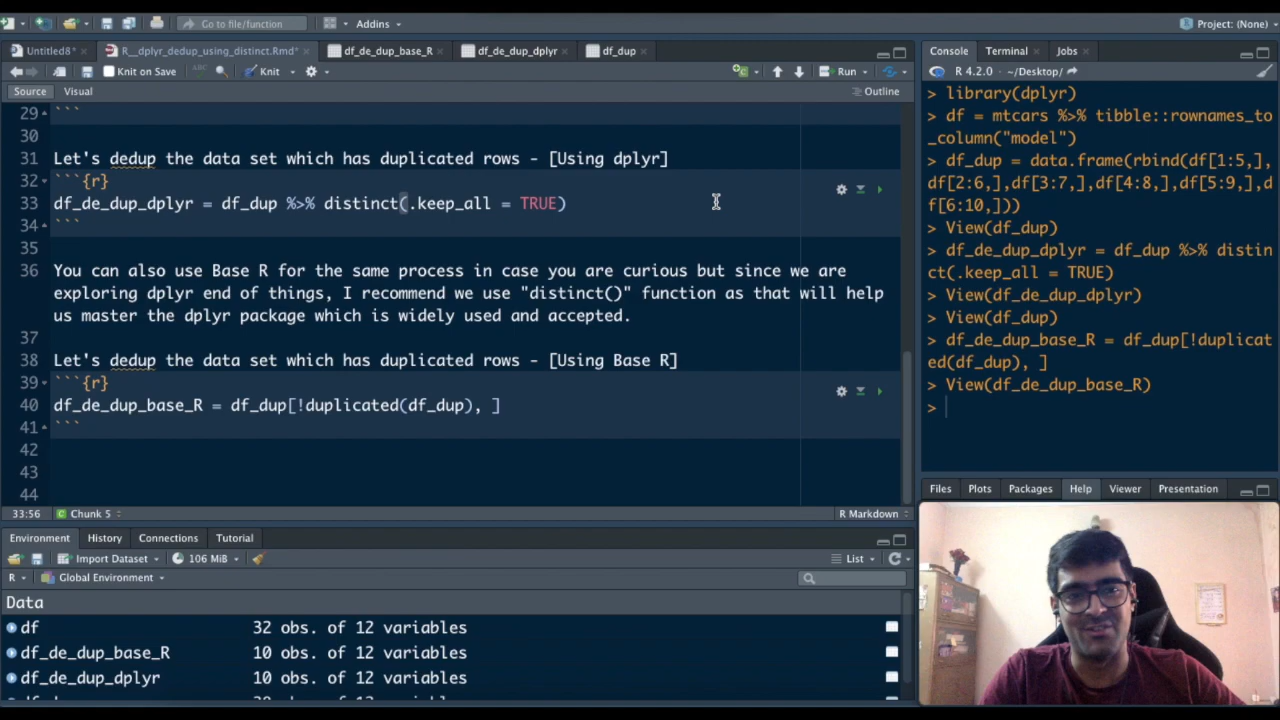 Go to file/function
Addins
Project: (None)
Untitled8*
R__dplyr_dedup_using_distinct.Rmd*
df_de_dup_base_R
df_de_dup_dplyr
df_dup
Knit on Save
ABC
Knit
Run
Source
Visual
Outline
29 ```
30
31 Let's dedup the data set which has duplicated rows - [Using dplyr]
32 ```{r}
33 df_de_dup_dplyr = df_dup %>% distinct(.keep_all = TRUE)
34 ```
35
36 You can also use Base R for the same process in case you are curious but since we are
exploring dplyr end of things, I recommend we use "distinct()" function as that will help
us master the dplyr package which is widely used and accepted.
37
38 Let's dedup the data set which has duplicated rows - [Using Base R]
39 ```{r}
40 df_de_dup_base_R = df_dup[!duplicated(df_dup), ]
41 ```
42
43
44
33:56
Chunk 5
R Markdown
Environment
History
Connections
Tutorial
Import Dataset
106 MiB
List
R
Global Environment
Data
df 32 obs. of 12 variables
df_de_dup_base_R 10 obs. of 12 variables
df_de_dup_dplyr 10 obs. of 12 variables
Console
Terminal
Jobs
R 4.2.0 · ~/Desktop/
> library(dplyr)
> df = mtcars %>% tibble::rownames_to
_column("model")
> df_dup = data.frame(rbind(df[1:5,],
df[2:6,],df[3:7,],df[4:8,],df[5:9,],d
f[6:10,]))
> View(df_dup)
> df_de_dup_dplyr = df_dup %>% distin
ct(.keep_all = TRUE)
> View(df_de_dup_dplyr)
> View(df_dup)
> df_de_dup_base_R = df_dup[!duplicat
ed(df_dup), ]
> View(df_de_dup_base_R)
>
Files
Plots
Packages
Help
Viewer
Presentation